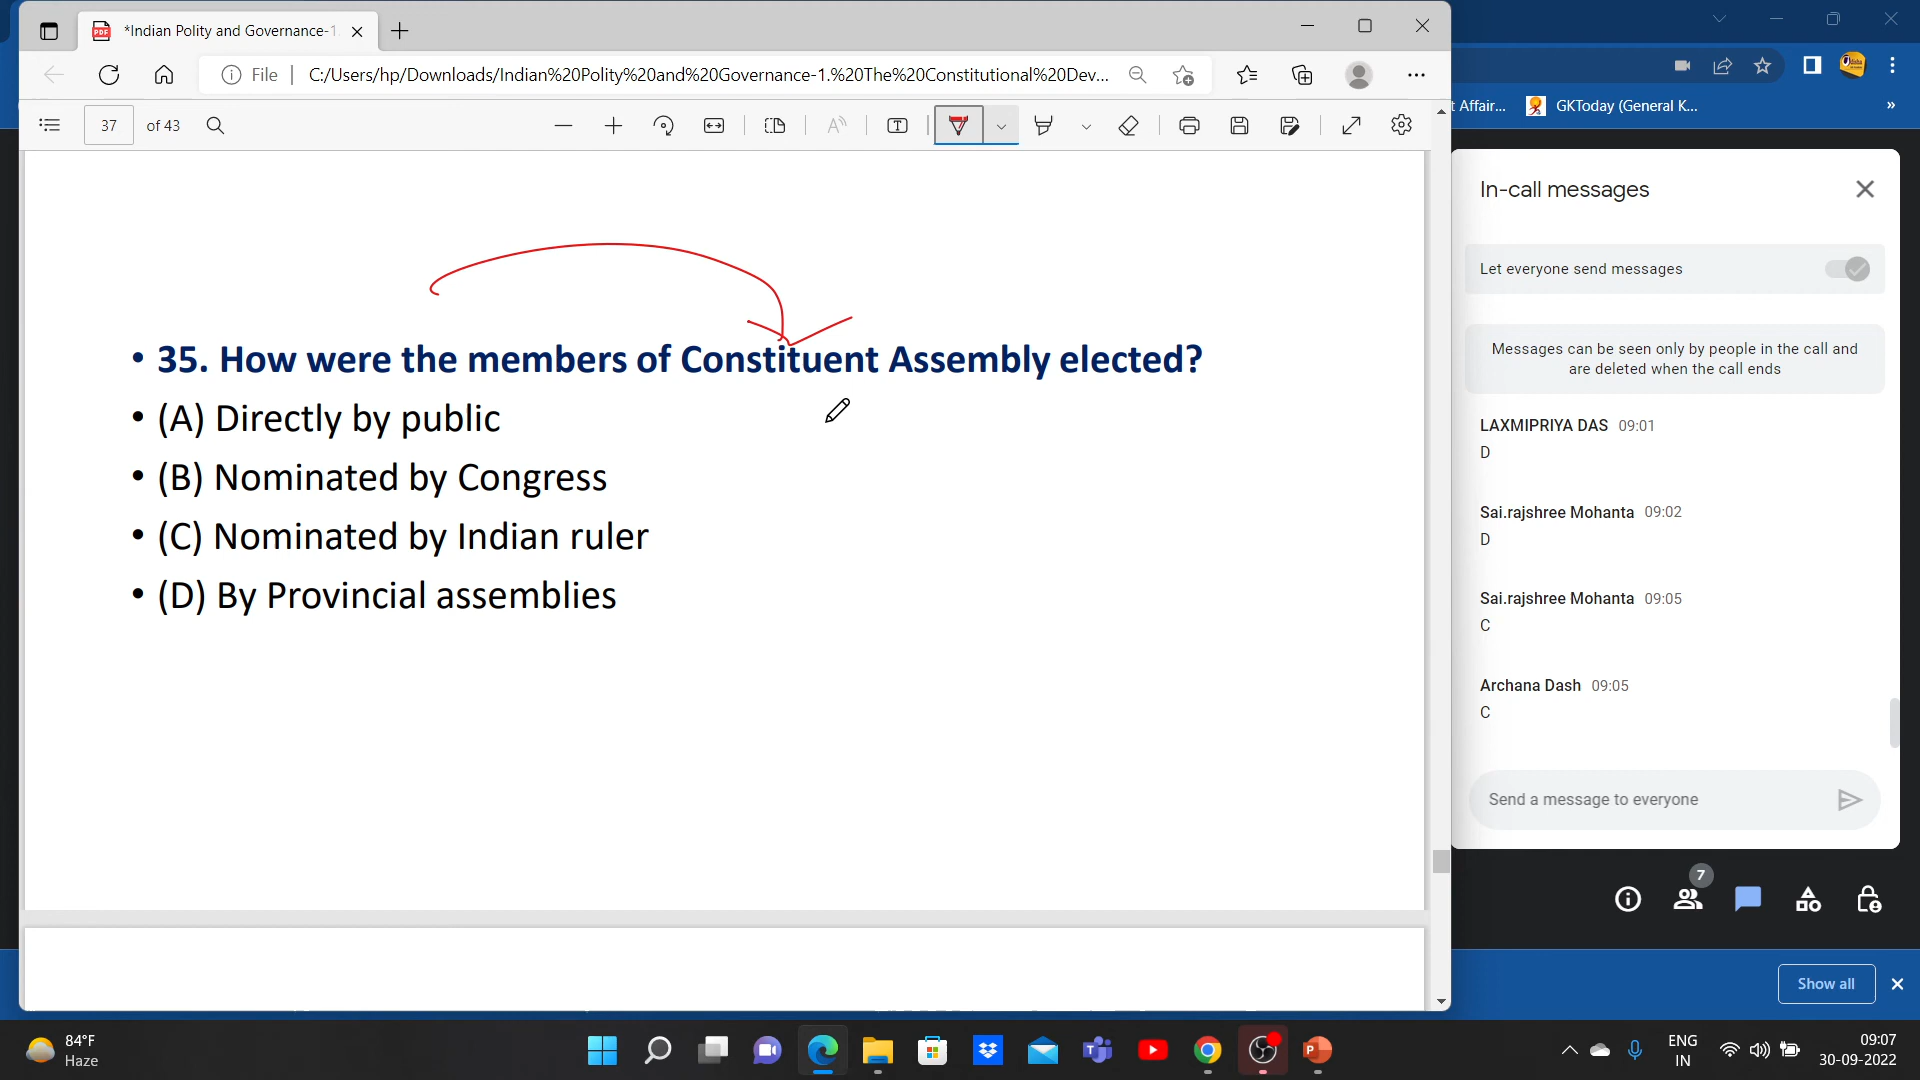 *Indian Polity and Governance-1
File
C:/Users/hp/Downloads/Indian%20Polity%20and%20Governance-1.%20The%20Constitutional%20Dev...
37 of 43
t Affair...
GKToday (General K...
• 35. How were the members of Constituent Assembly elected?
• (A) Directly by public
• (B) Nominated by Congress
• (C) Nominated by Indian ruler
• (D) By Provincial assemblies
In-call messages
Let everyone send messages
Messages can be seen only by people in the call and
are deleted when the call ends
LAXMIPRIYA DAS 09:01
D
Sai.rajshree Mohanta 09:02
D
Sai.rajshree Mohanta 09:05
C
Archana Dash 09:05
C
Send a message to everyone
7
Show all
84°F
Haze
ENG
IN
09:07
30-09-2022